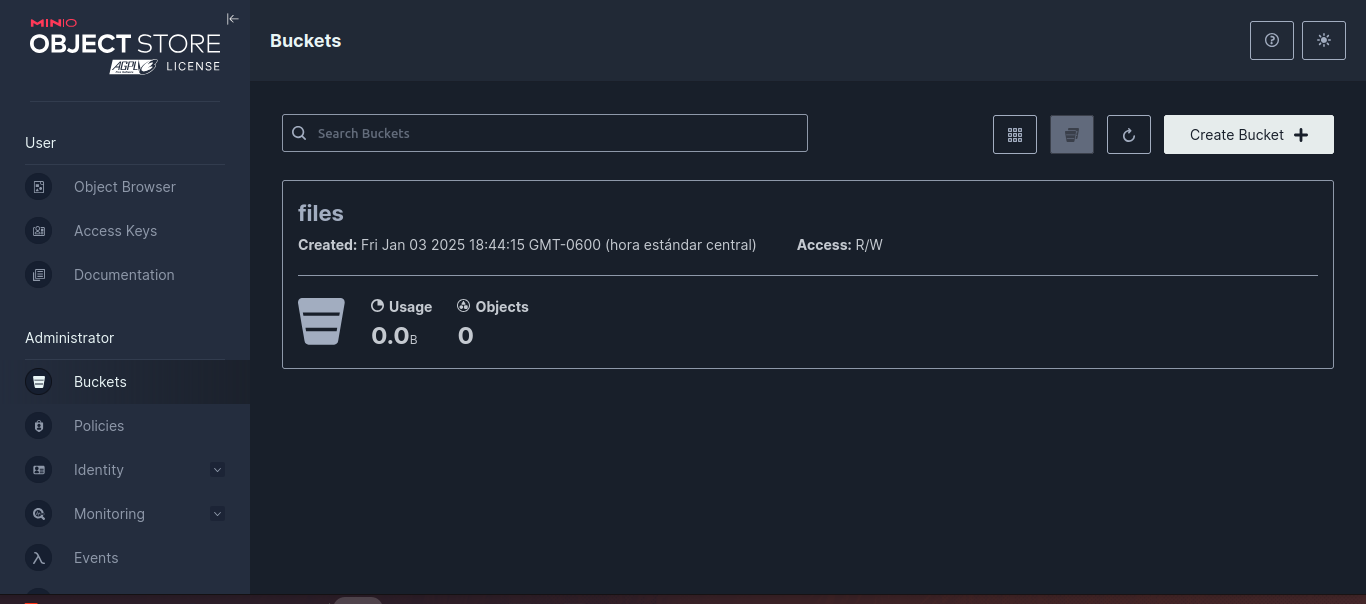 MINIO
OBJECT STORE
AGPLv3 LICENSE
User
Object Browser
Access Keys
Documentation
Administrator
Buckets
Policies
Identity
Monitoring
Events
Buckets
Search Buckets
Create Bucket
files
Created: Fri Jan 03 2025 18:44:15 GMT-0600 (hora estándar central) Access: R/W
Usage Objects
0.0B 0